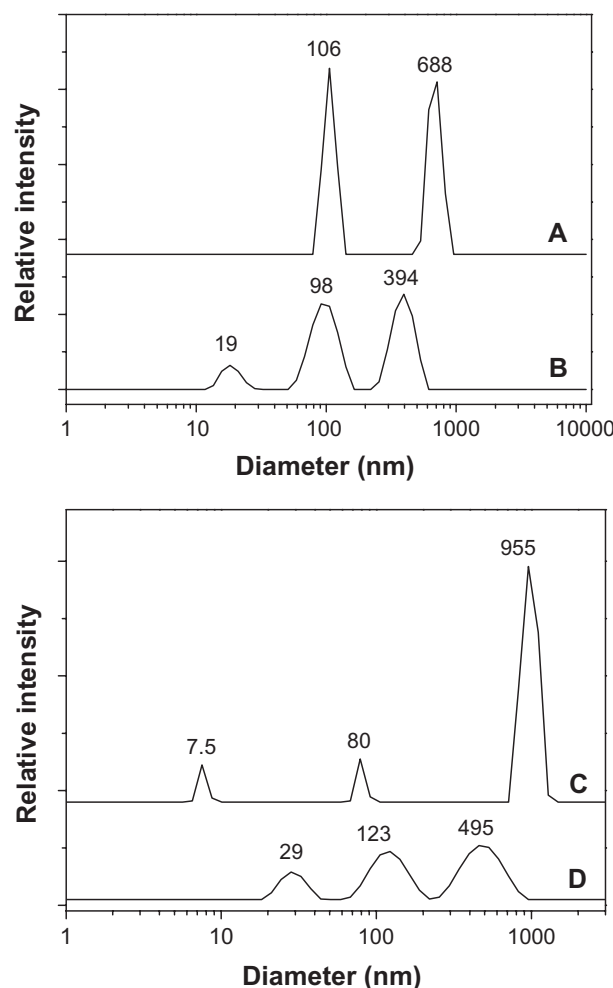 106
688
Relative intensity
A
98
394
19
B
1 10 100 1000 10000
Diameter (nm)
955
Relative intensity
7.5
80
C
29
123
495
D
1 10 100 1000
Diameter (nm)